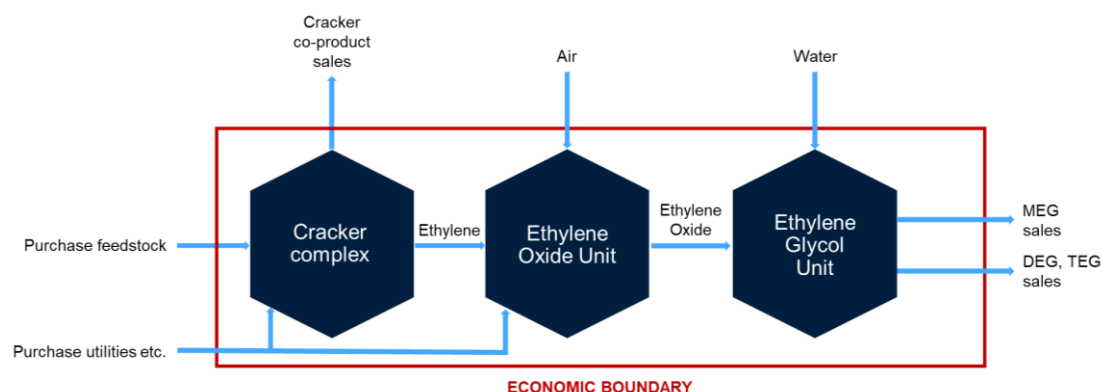 Cracker
co-product
sales
Air
Water
Purchase feedstock
Cracker
complex
Ethylene
Ethylene
Oxide Unit
Ethylene
Oxide
Ethylene
Glycol
Unit
MEG
sales
DEG, TEG
sales
Purchase utilities etc.
ECONOMIC BOUNDARY